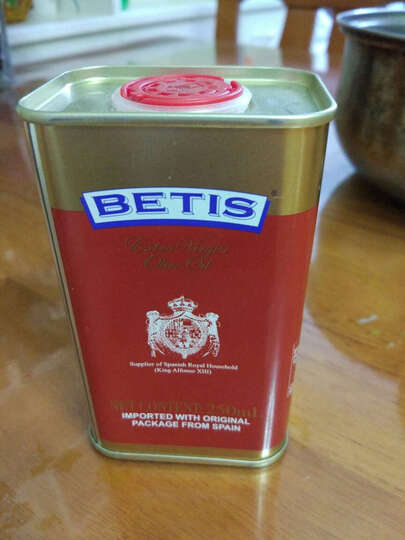 BETIS
Extra Virgin
Olive Oil
Supplier of Spanish Royal Household
(King Alfonso XIII)
NET CONTENT: 250mL
IMPORTED WITH ORIGINAL
PACKAGE FROM SPAIN